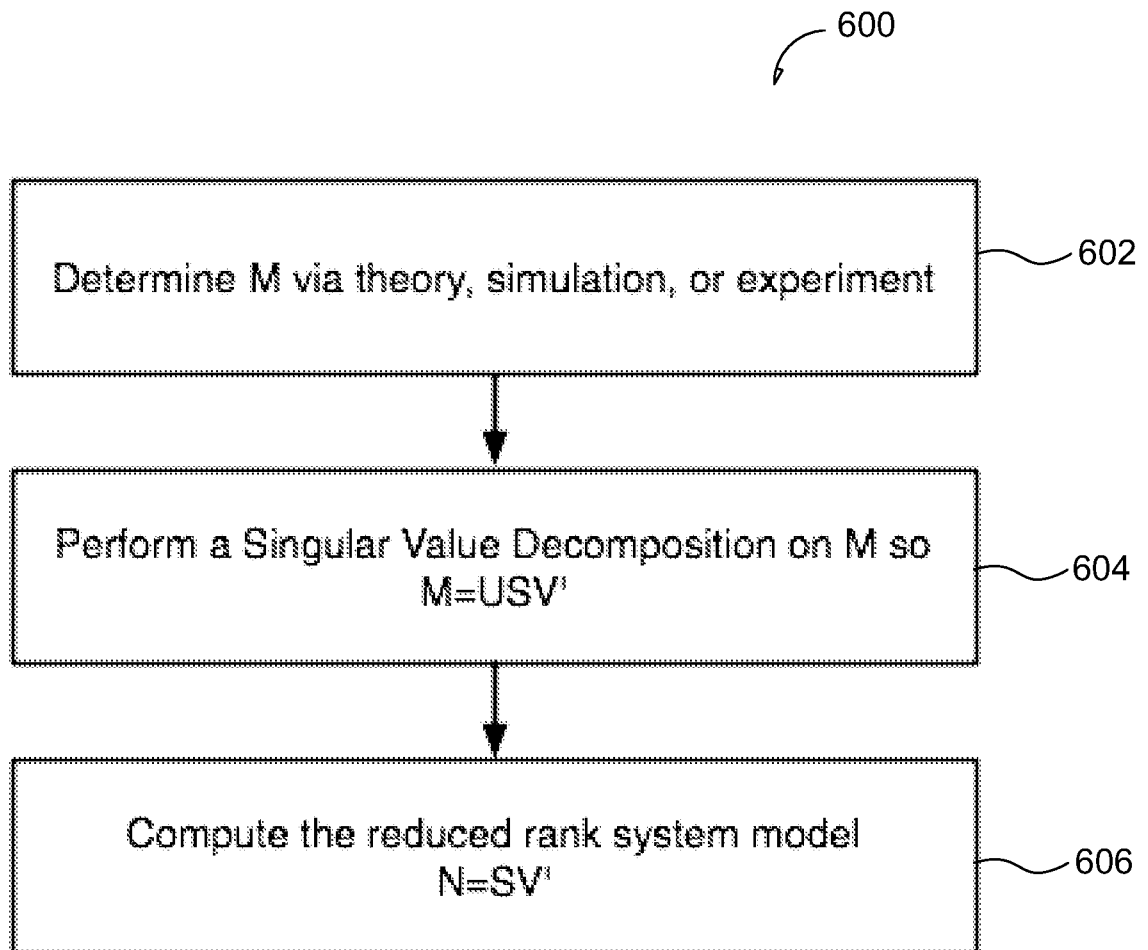 600
Determine M via theory, simulation, or experiment
602
Perform a Singular Value Decomposition on M so
M=USV'
604
Compute the reduced rank system model
N=SV'
606